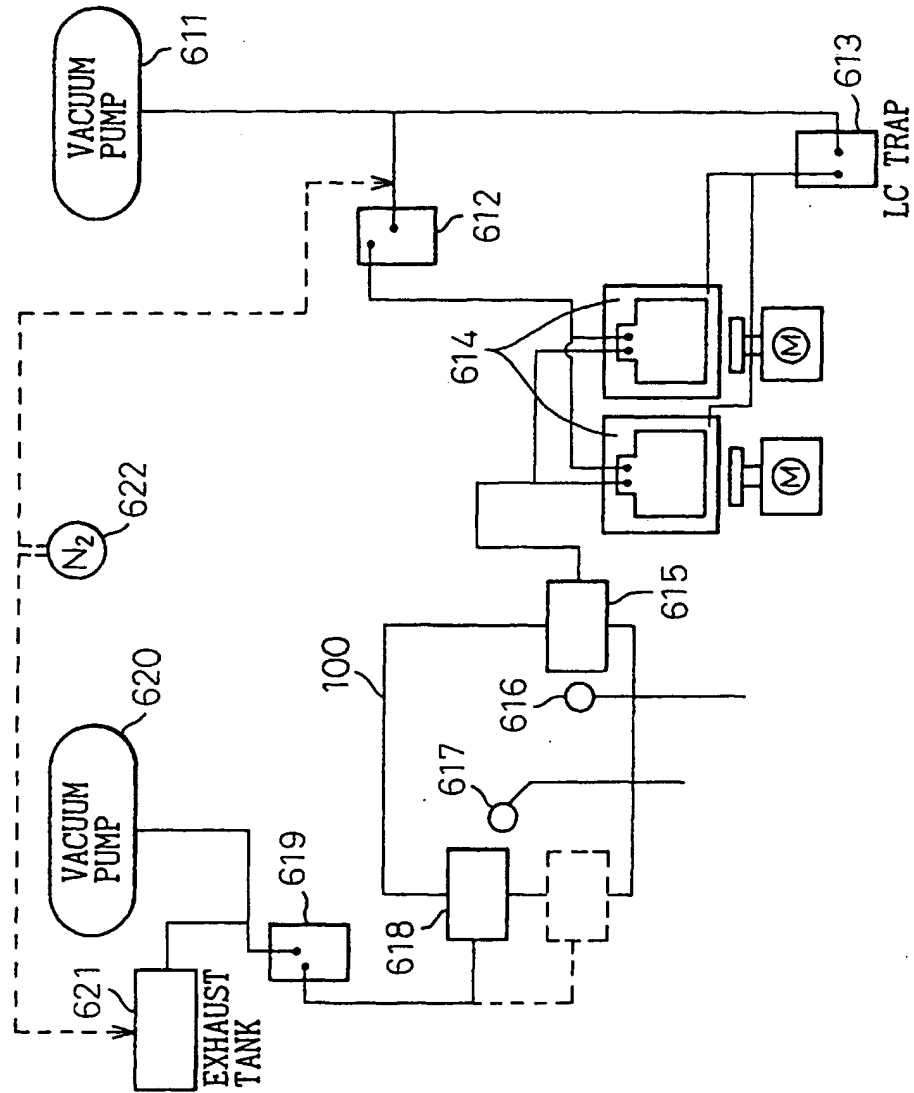 VACUUM
PUMP
611
612
613
LC TRAP
614
M
M
615
616
617
100
618
619
VACUUM
PUMP
620
621
EXHAUST
TANK
N2
622